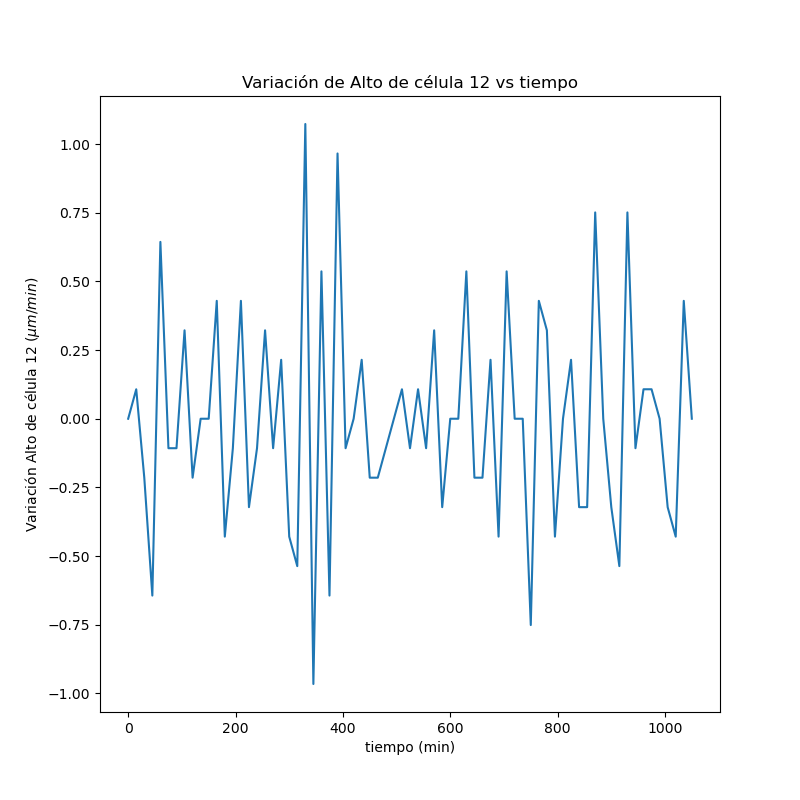 Variación de Alto de célula 12 vs tiempo
Variación Alto de célula 12 (μm/min)
1.00
0.75
0.50
0.25
0.00
−0.25
−0.50
−0.75
−1.00
0 200 400 600 800 1000
tiempo (min)